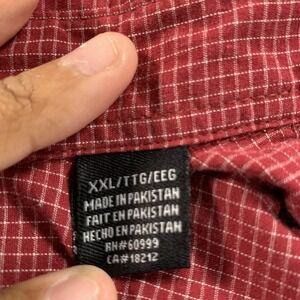 XXL/TTG/EEG
MADE IN PAKISTAN
FAIT EN PAKISTAN
HECHO EN PAKISTAN
RN#60999
CA#18212